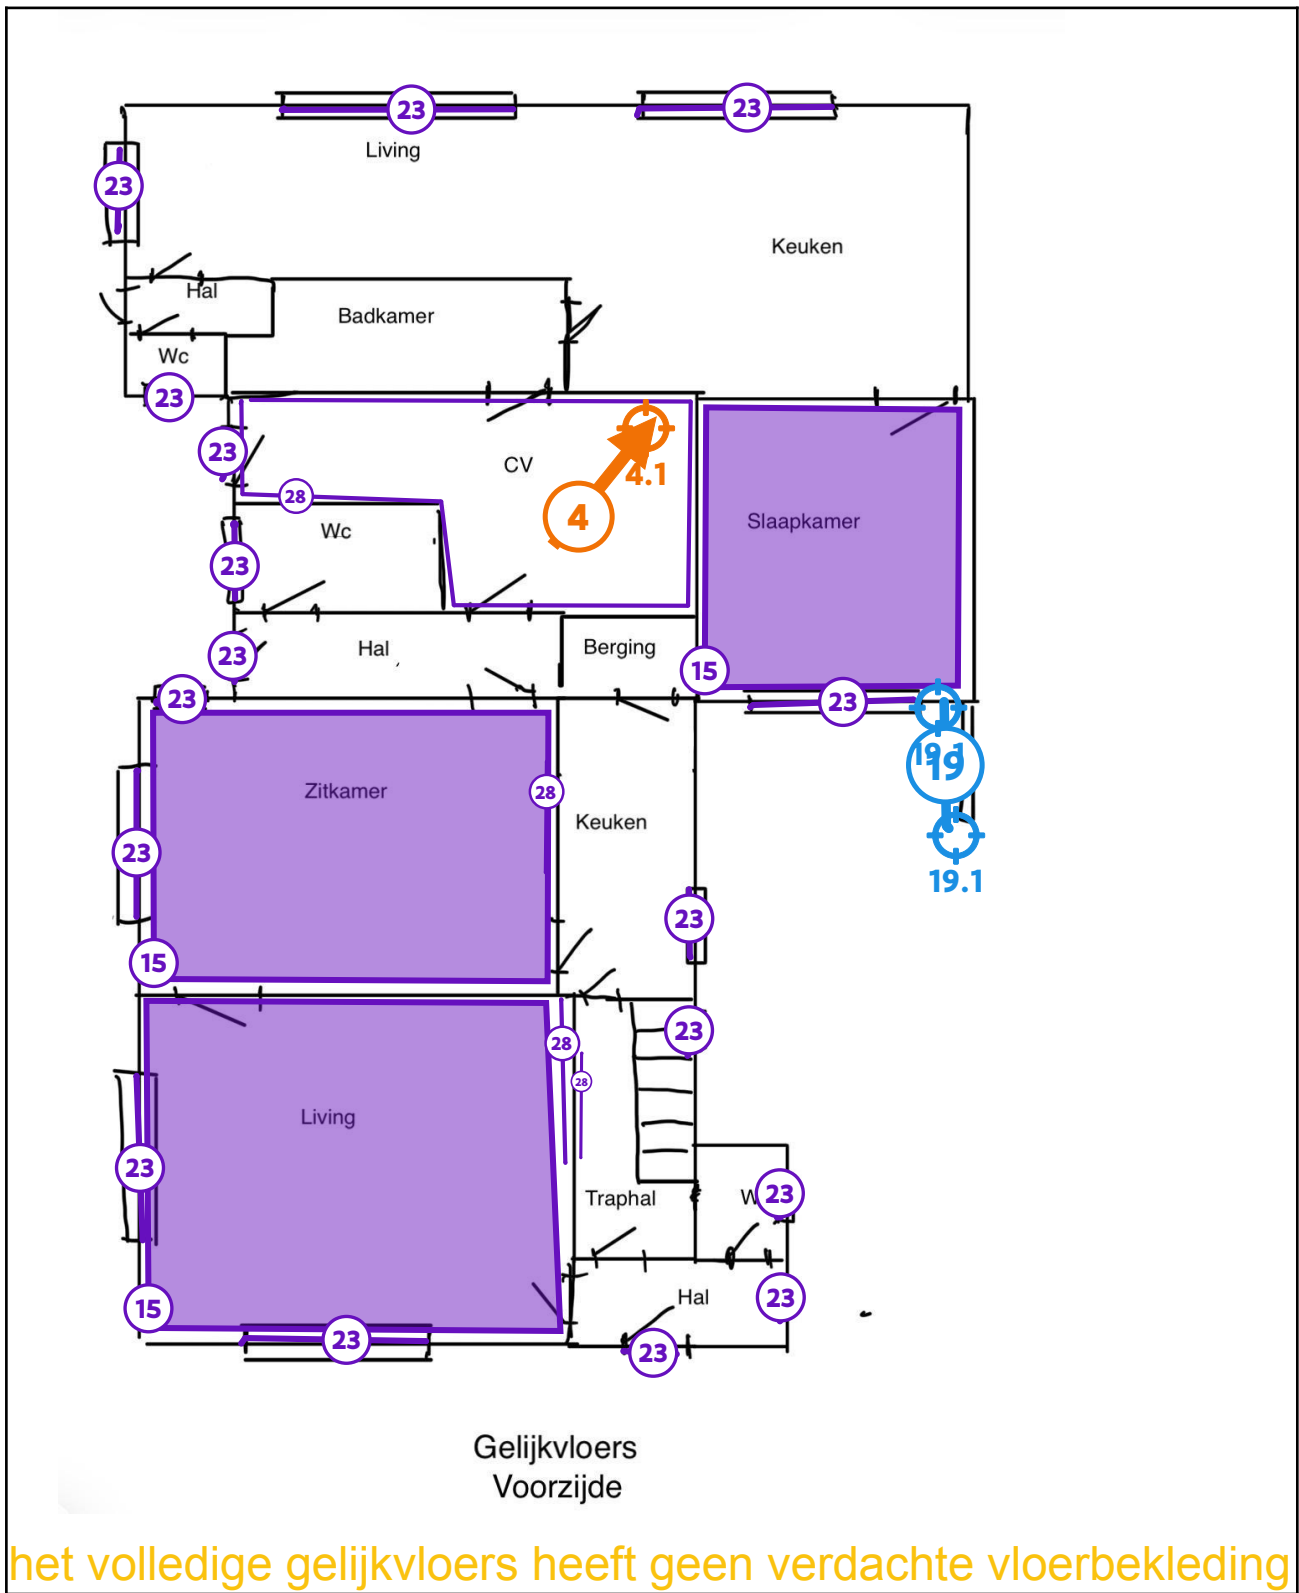 23
23
Living
23
Keuken
Hal
Badkamer
Wc
23
23
CV
4.1
28
4
Slaapkamer
Wc
23
Hal
Berging
23
15
23
23
19.1
19
Zitkamer
28
Keuken
23
19.1
23
15
23
28
28
Living
23
Traphal
W
23
15
Hal
23
23
23
Gelijkvloers
Voorzijde
het volledige gelijkvloers heeft geen verdachte vloerbekleding